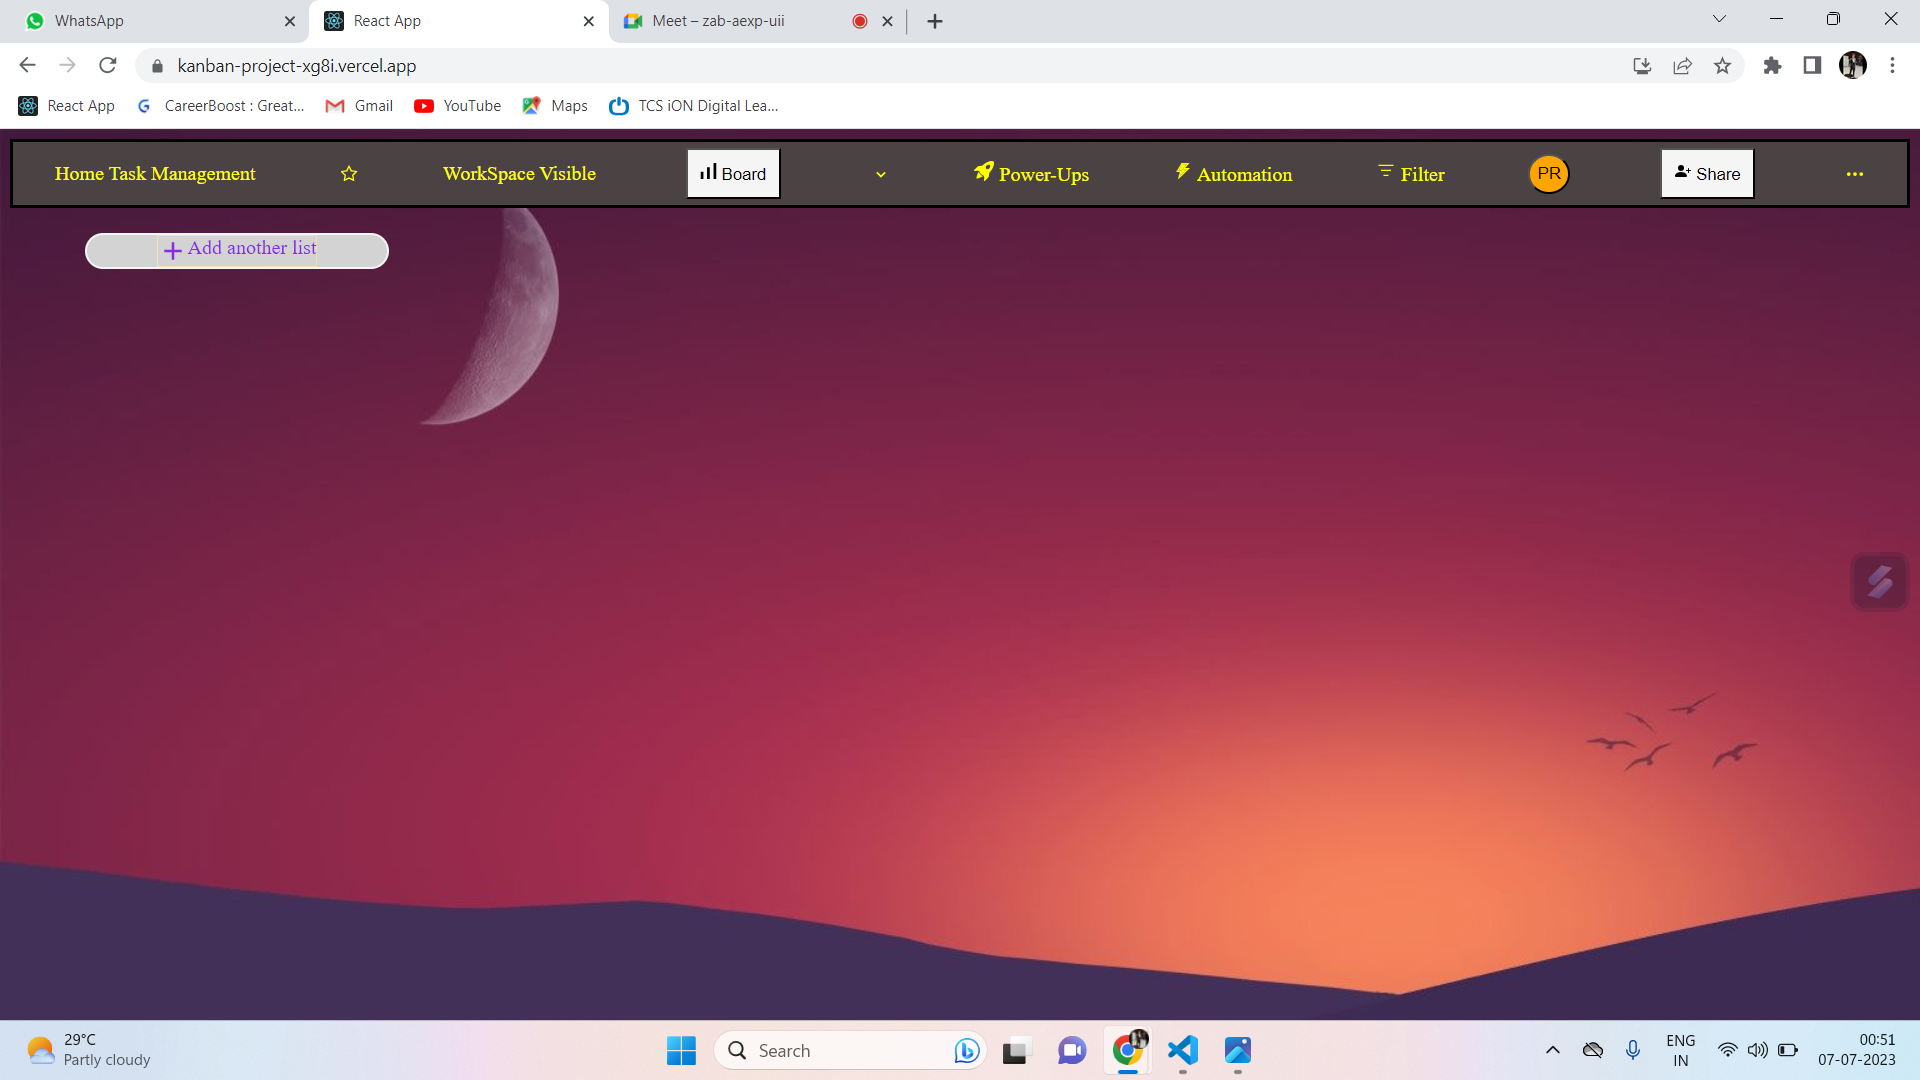 WhatsApp
React App
Meet – zab-aexp-uii
kanban-project-xg8i.vercel.app
React App
CareerBoost : Great...
Gmail
YouTube
Maps
TCS iON Digital Lea...
Home Task Management
WorkSpace Visible
Board
Power-Ups
Automation
Filter
PR
Share
Add another list
29°C
Partly cloudy
Search
ENG
IN
00:51
07-07-2023